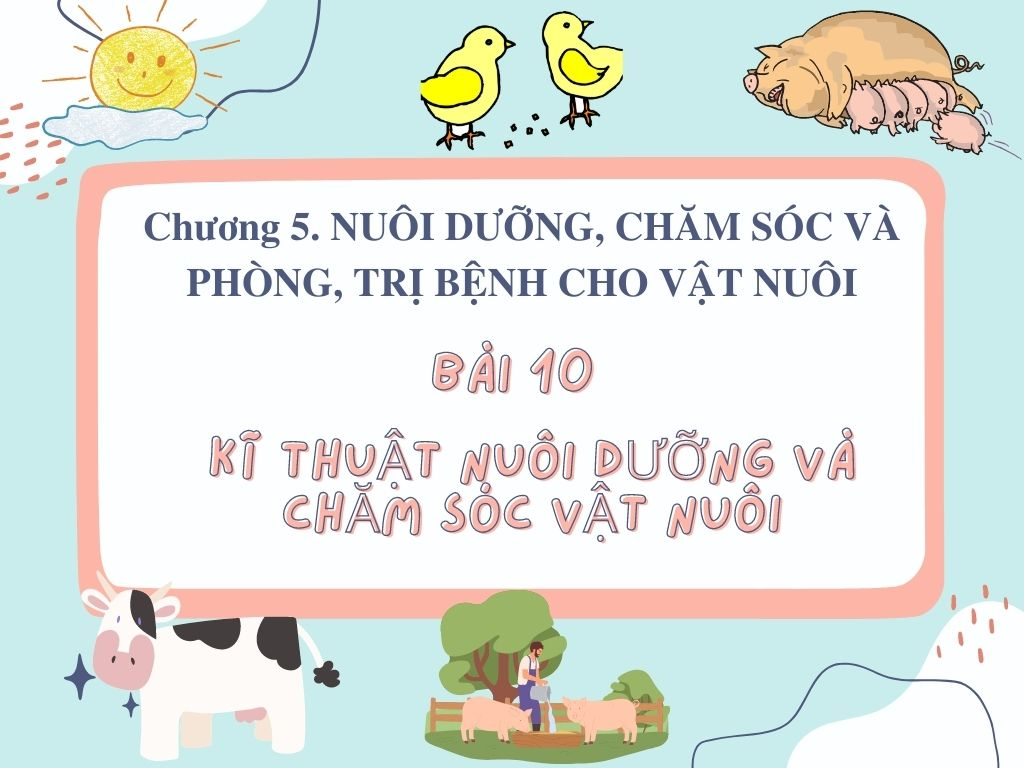 Chương 5. NUÔI DƯỠNG, CHĂM SÓC VÀ
PHÒNG, TRỊ BỆNH CHO VẬT NUÔI
BÀI 10
KĨ THUẬT NUÔI DƯỠNG VÀ
CHĂM SÓC VẬT NUÔI